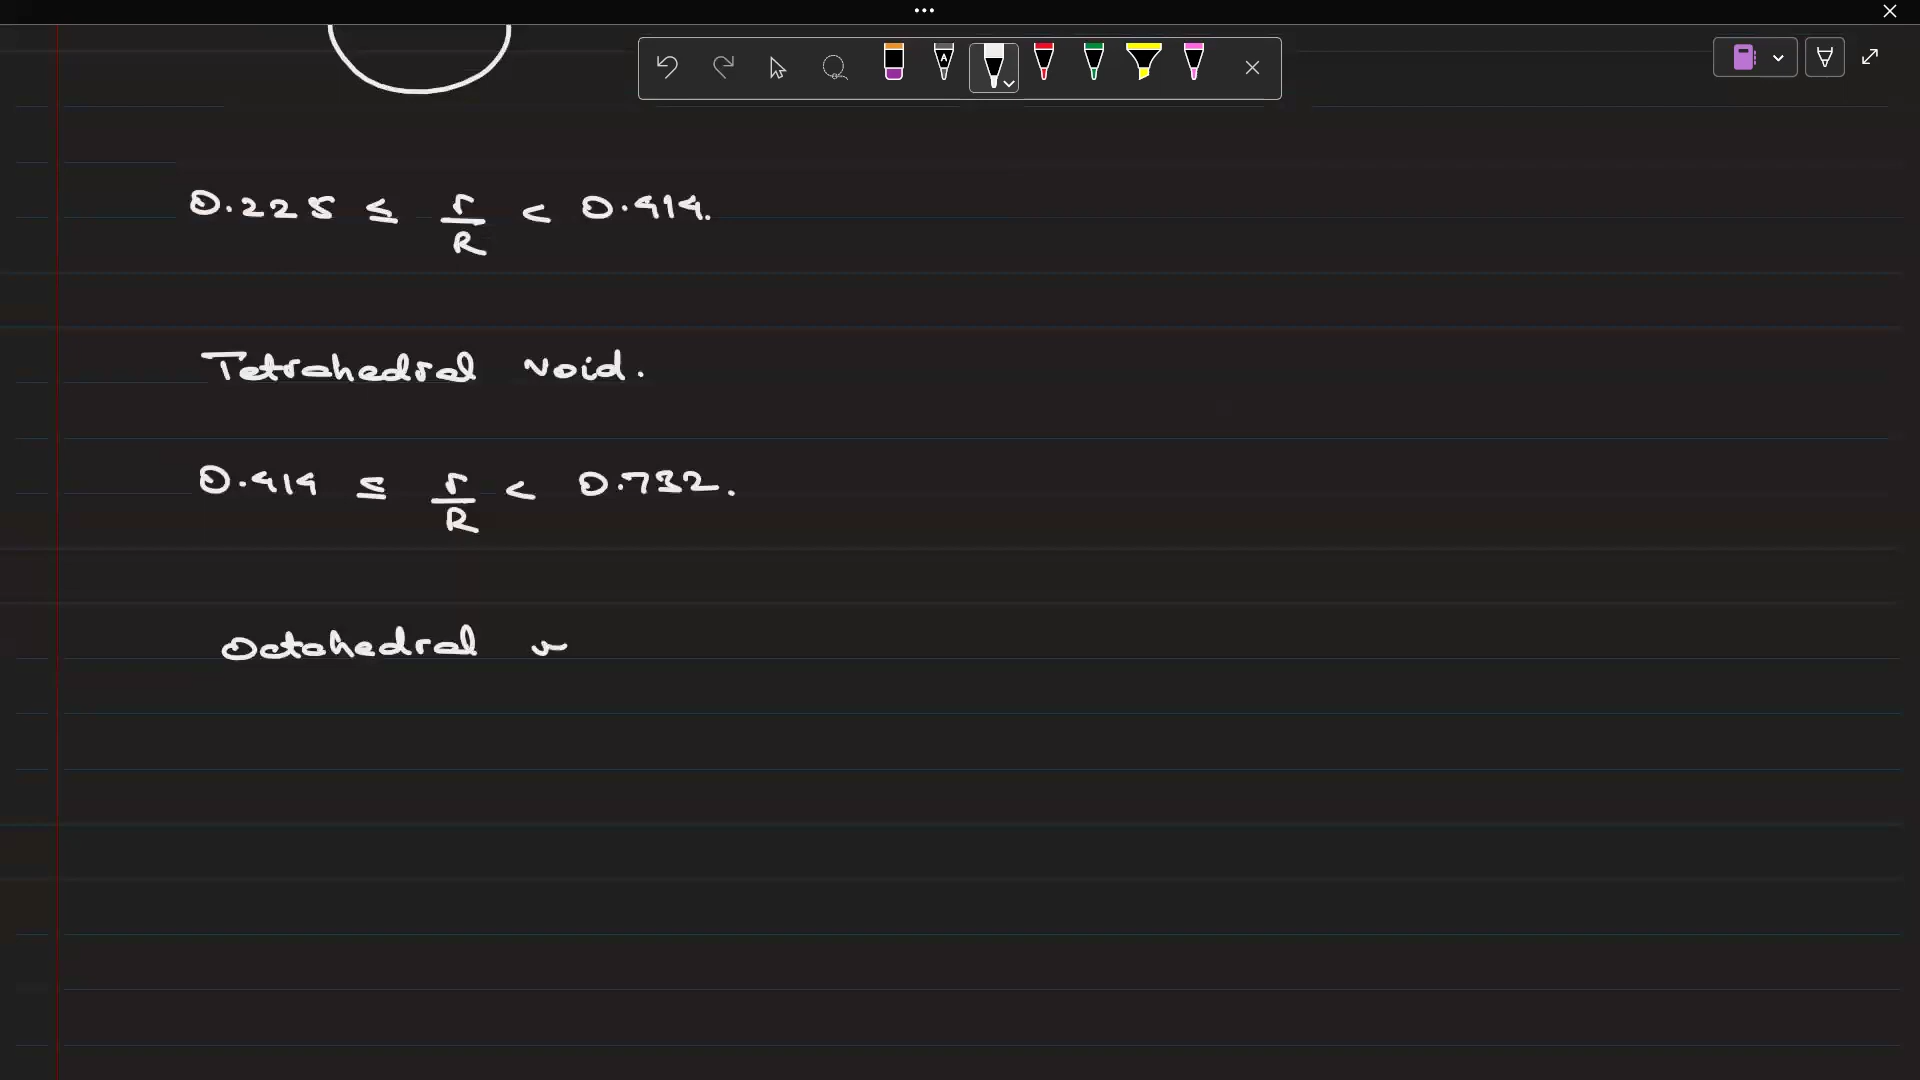 0.225 ≤ r/R < 0.414.
Tetrahedral void.
0.414 ≤ r/R < 0.732.
Octahedral v